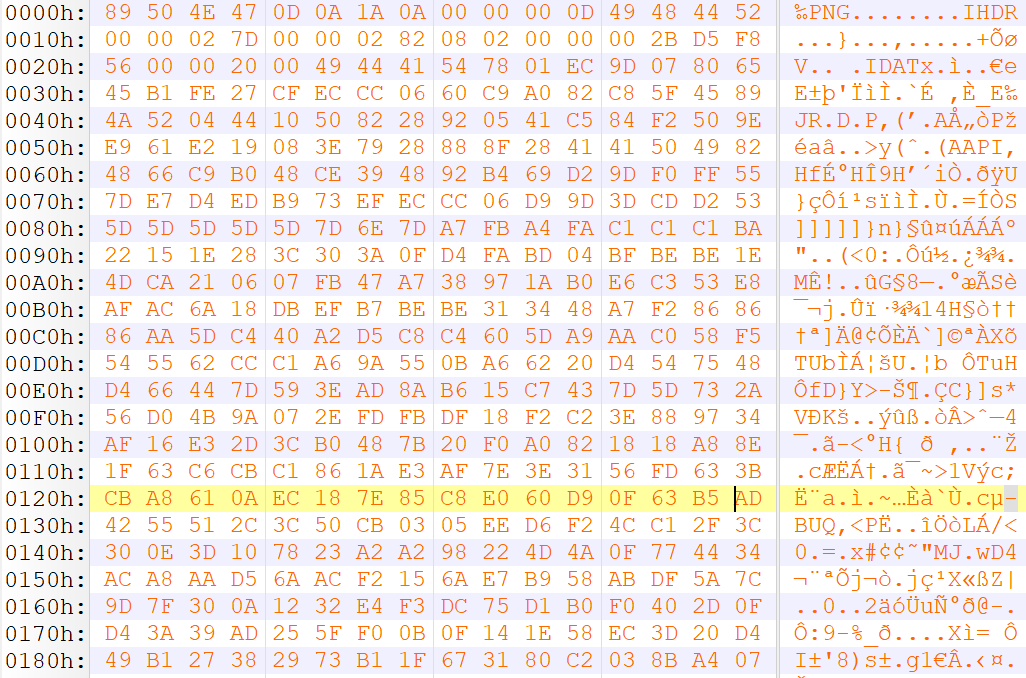 0000h: 89 50 4E 47 0D 0A 1A 0A 00 00 00 0D 49 48 44 52 ‰PNG........IHDR
0010h: 00 00 02 7D 00 00 02 82 08 02 00 00 00 2B D5 F8 ...}...‚.....+Õø
0020h: 56 00 00 20 00 49 44 41 54 78 01 EC 9D 07 80 65 V.. .IDATx.ì..€e
0030h: 45 B1 FE 27 CF EC CC 06 60 C9 A0 82 C8 5F 45 89 E±þ'ÏìÌ.`É ‚È_E‰
0040h: 4A 52 04 44 10 50 82 28 92 05 41 C5 84 F2 50 9E JR.D.P‚(’.AÅ„òPž
0050h: E9 61 E2 19 08 3E 79 28 88 8F 28 41 41 50 49 82 éaâ..>y(ˆ.(AAPI‚
0060h: 48 66 C9 B0 48 CE 39 48 92 B4 69 D2 9D F0 FF 55 HfÉ°HÎ9H’´iÒ.ðÿU
0070h: 7D E7 D4 ED B9 73 EF EC CC 06 D9 9D 3D CD D2 53 }çÔí¹sïìÌ.Ù.=ÍÒS
0080h: 5D 5D 5D 5D 5D 7D 6E 7D A7 FB A4 FA C1 C1 C1 BA ]]]]]}n}§û¤úÁÁÁº
0090h: 22 15 1E 28 3C 30 3A 0F D4 FA BD 04 BF BE BE 1E "..(<0:.Ôú½.¿¾¾.
00A0h: 4D CA 21 06 07 FB 47 A7 38 97 1A B0 E6 C3 53 E8 MÊ!..ûG§8—.°æÃSè
00B0h: AF AC 6A 18 DB EF B7 BE BE 31 34 48 A7 F2 86 86 ¯¬j.Ûï·¾¾14H§ò††
00C0h: 86 AA 5D C4 40 A2 D5 C8 C4 60 5D A9 AA C0 58 F5 †ª]Ä@¢ÕÈÄ`]©ªÀXõ
00D0h: 54 55 62 CC C1 A6 9A 55 0B A6 62 20 D4 54 75 48 TUbÌÁ¦šU.¦b ÔTuH
00E0h: D4 66 44 7D 59 3E AD 8A B6 15 C7 43 7D 5D 73 2A ÔfD}Y>-Š¶.ÇC}]s*
00F0h: 56 D0 4B 9A 07 2E FD FB DF 18 F2 C2 3E 88 97 34 VÐKš..ýûß.òÂ>ˆ—4
0100h: AF 16 E3 2D 3C B0 48 7B 20 F0 A0 82 18 18 A8 8E ¯.ã-<°H{ ð ‚..¨Ž
0110h: 1F 63 C6 CB C1 86 1A E3 AF 7E 3E 31 56 FD 63 3B .cÆËÁ†.ã¯~>1Výc;
0120h: CB A8 61 0A EC 18 7E 85 C8 E0 60 D9 0F 63 B5 AD Ë¨a.ì.~…Èà`Ù.cµ-
0130h: 42 55 51 2C 3C 50 CB 03 05 EE D6 F2 4C C1 2F 3C BUQ,<PË..îÖòLÁ/<
0140h: 30 0E 3D 10 78 23 A2 A2 98 22 4D 4A 0F 77 44 34 0.=.x#¢¢˜"MJ.wD4
0150h: AC A8 AA D5 6A AC F2 15 6A E7 B9 58 AB DF 5A 7C ¬¨ªÕj¬ò.jç¹X«ßZ|
0160h: 9D 7F 30 0A 12 32 E4 F3 DC 75 D1 B0 F0 40 2D 0F ..0..2äóÜuÑ°ð@-.
0170h: D4 3A 39 AD 25 5F F0 0B 0F 14 1E 58 EC 3D 20 D4 Ô:9-%_ð....Xì= Ô
0180h: 49 B1 27 38 29 73 B1 1F 67 31 80 C2 03 8B A4 07 I±'8)s±.g1€Â.‹¤.